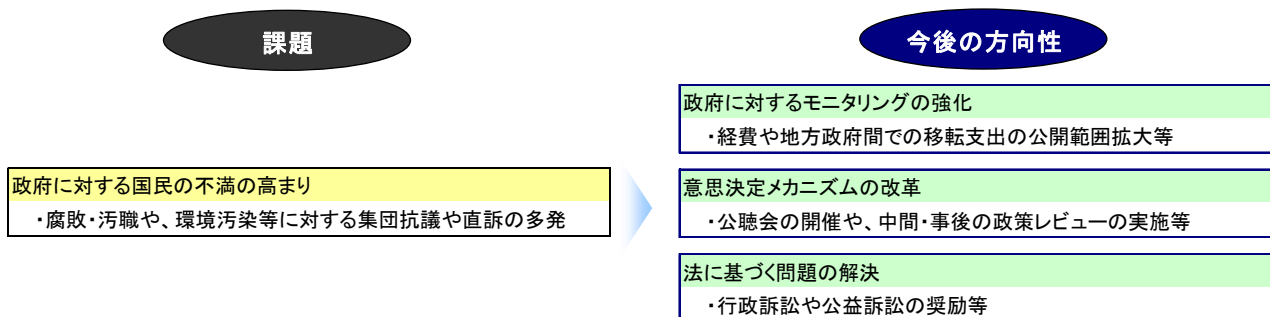 課題
今後の方向性
政府に対する国民の不満の高まり
・腐敗・汚職や、環境汚染等に対する集団抗議や直訴の多発
政府に対するモニタリングの強化
・経費や地方政府間での移転支出の公開範囲拡大等
意思決定メカニズムの改革
・公聴会の開催や、中間・事後の政策レビューの実施等
法に基づく問題の解決
・行政訴訟や公益訴訟の奨励等